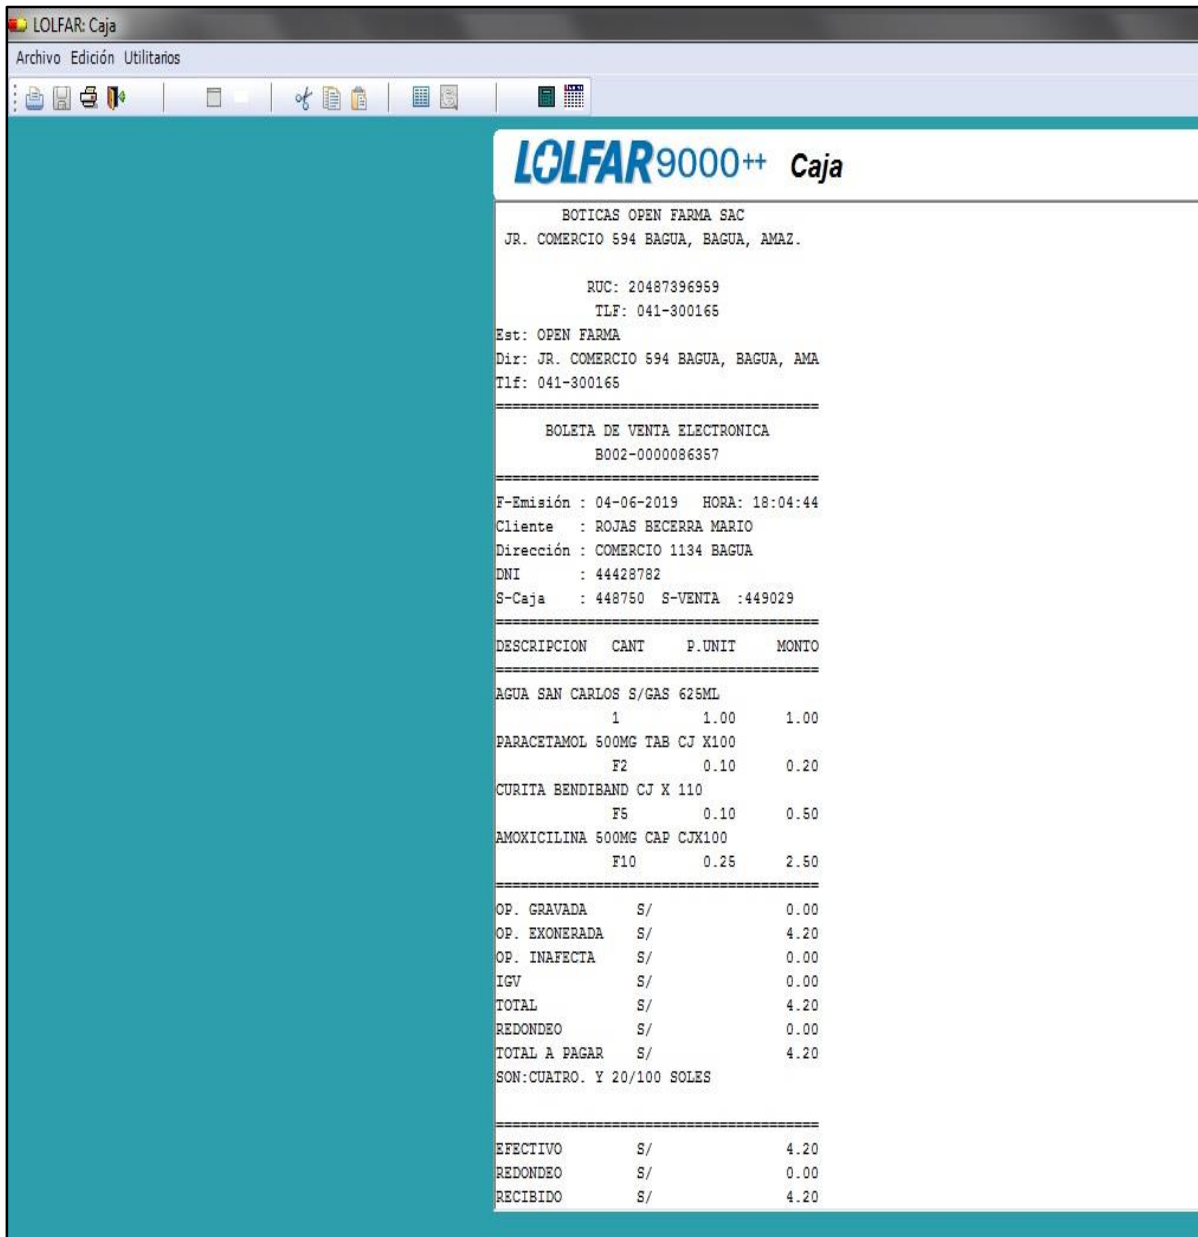 LOLFAR: Caja
Archivo Edición Utilitarios
LOLFAR 9000++ Caja
BOTICAS OPEN FARMA SAC
JR. COMERCIO 594 BAGUA, BAGUA, AMAZ.
RUC: 20487396959
TLF: 041-300165
Est: OPEN FARMA
Dir: JR. COMERCIO 594 BAGUA, BAGUA, AMA
Tlf: 041-300165
=======================================
BOLETA DE VENTA ELECTRONICA
B002-0000086357
=======================================
F-Emisión : 04-06-2019 HORA: 18:04:44
Cliente : ROJAS BECERRA MARIO
Dirección : COMERCIO 1134 BAGUA
DNI : 44428782
S-Caja : 448750 S-VENTA :449029
=======================================
DESCRIPCION CANT P.UNIT MONTO
=======================================
AGUA SAN CARLOS S/GAS 625ML
1 1.00 1.00
PARACETAMOL 500MG TAB CJ X100
F2 0.10 0.20
CURITA BENDIBAND CJ X 110
F5 0.10 0.50
AMOXICILINA 500MG CAP CJX100
F10 0.25 2.50
=======================================
OP. GRAVADA S/ 0.00
OP. EXONERADA S/ 4.20
OP. INAFECTA S/ 0.00
IGV S/ 0.00
TOTAL S/ 4.20
REDONDEO S/ 0.00
TOTAL A PAGAR S/ 4.20
SON:CUATRO. Y 20/100 SOLES
=======================================
EFECTIVO S/ 4.20
REDONDEO S/ 0.00
RECIBIDO S/ 4.20